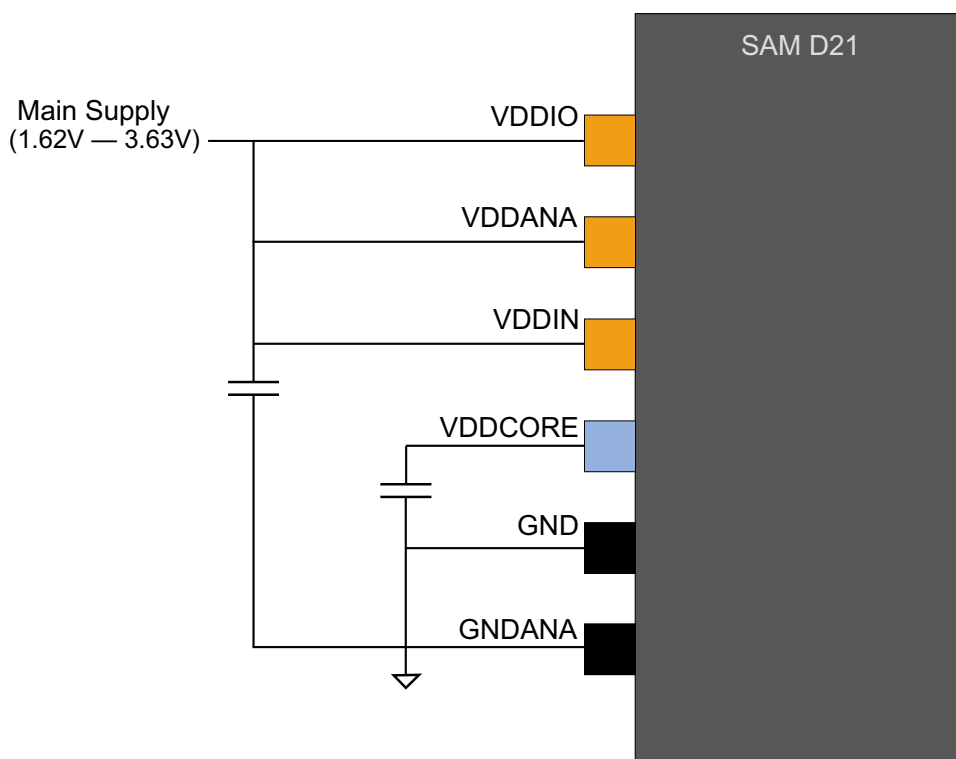 SAM D21
Main Supply
(1.62V — 3.63V)
VDDIO
VDDANA
VDDIN
VDDCORE
GND
GNDANA